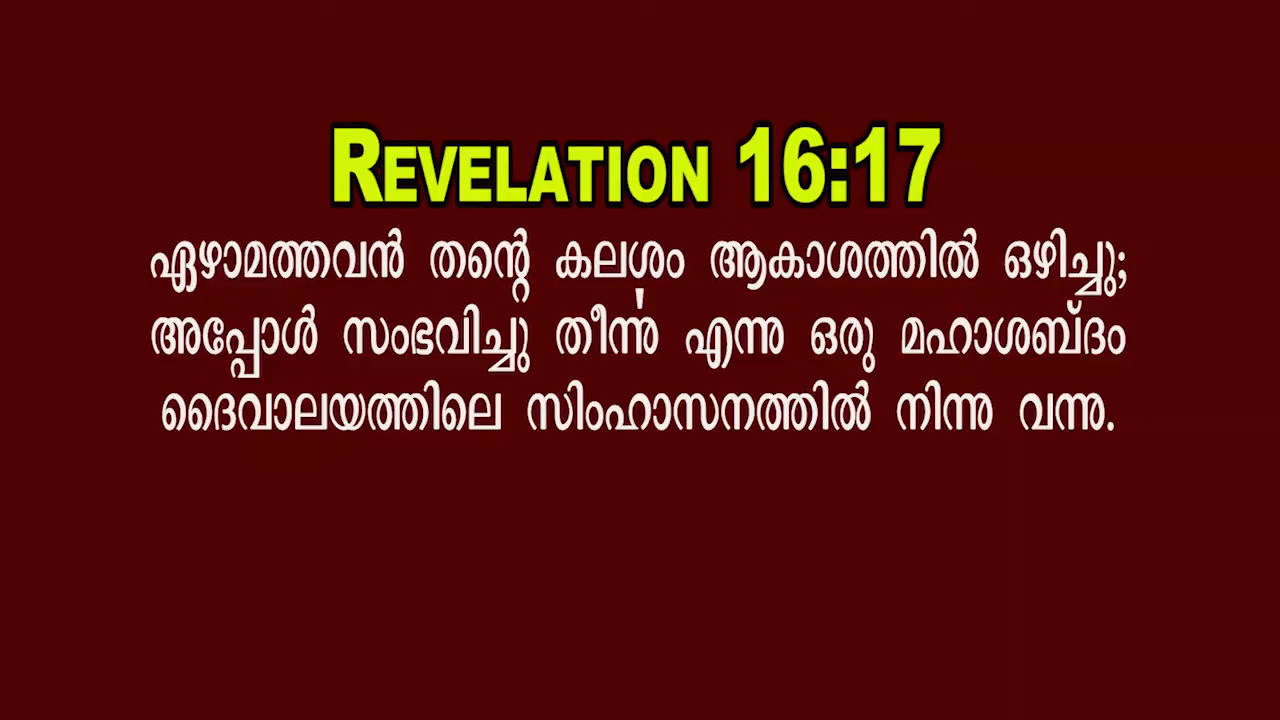 REVELATION 16:17
ഏഴാമത്തവൻ തന്റെ കലശം ആകാശത്തിൽ ഒഴിച്ചു;
അപ്പോൾ സംഭവിച്ചു തീന്നു൪ എന്നു ഒരു മഹാശബ്ദം
ദൈവാലയത്തിലെ സിംഹാസനത്തിൽ നിന്നു വന്നു.